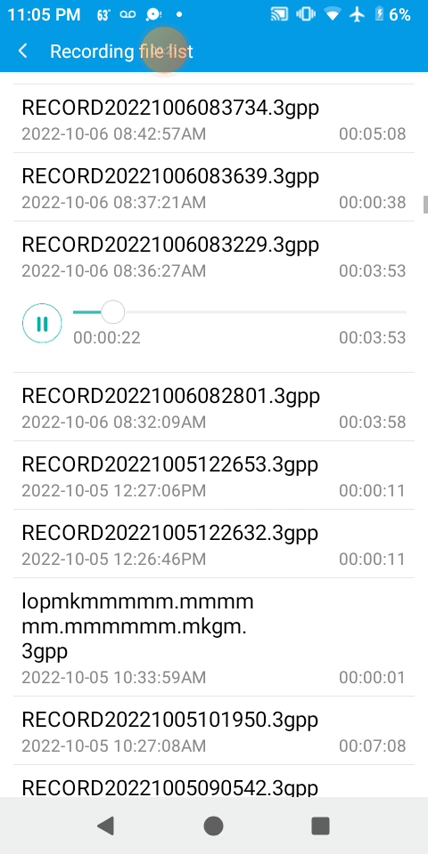 11:05 PM 63° 6%
Recording file list
RECORD20221006083734.3gpp
2022-10-06 08:42:57AM 00:05:08
RECORD20221006083639.3gpp
2022-10-06 08:37:21AM 00:00:38
RECORD20221006083229.3gpp
2022-10-06 08:36:27AM 00:03:53
00:00:22 00:03:53
RECORD20221006082801.3gpp
2022-10-06 08:32:09AM 00:03:58
RECORD20221005122653.3gpp
2022-10-05 12:27:06PM 00:00:11
RECORD20221005122632.3gpp
2022-10-05 12:26:46PM 00:00:11
lopmkmmmmm.mmmm
mm.mmmmmm.mkgm.
3gpp
2022-10-05 10:33:59AM 00:00:01
RECORD20221005101950.3gpp
2022-10-05 10:27:08AM 00:07:08
RECORD20221005090542.3gpp